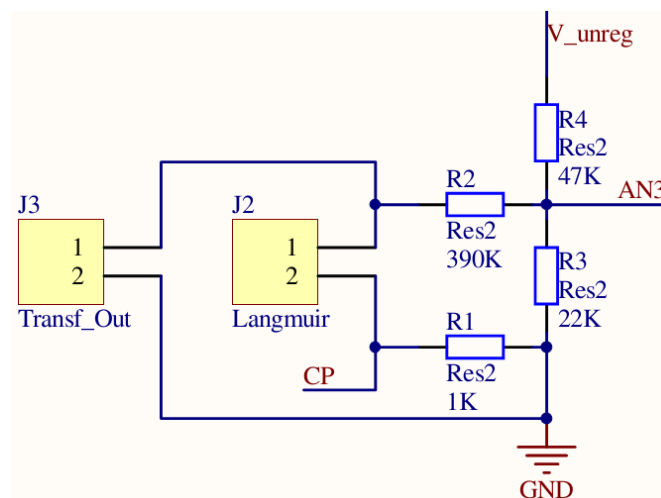 V_unreg
R4
Res2
47K
AN3
R2
Res2
390K
J3
1
2
Transf_Out
J2
1
2
Langmuir
R3
Res2
22K
R1
Res2
1K
CP
GND